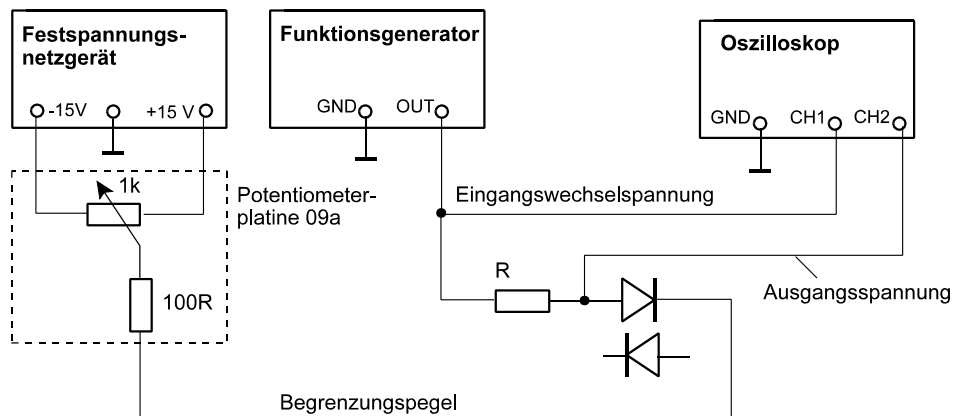 Festspannungs-
netzgerät
-15V
+15 V
Funktionsgenerator
GND
OUT
Oszilloskop
GND
CH1
CH2
1k
100R
Potentiometer-
platine 09a
Eingangswechselspannung
R
Ausgangsspannung
Begrenzungspegel